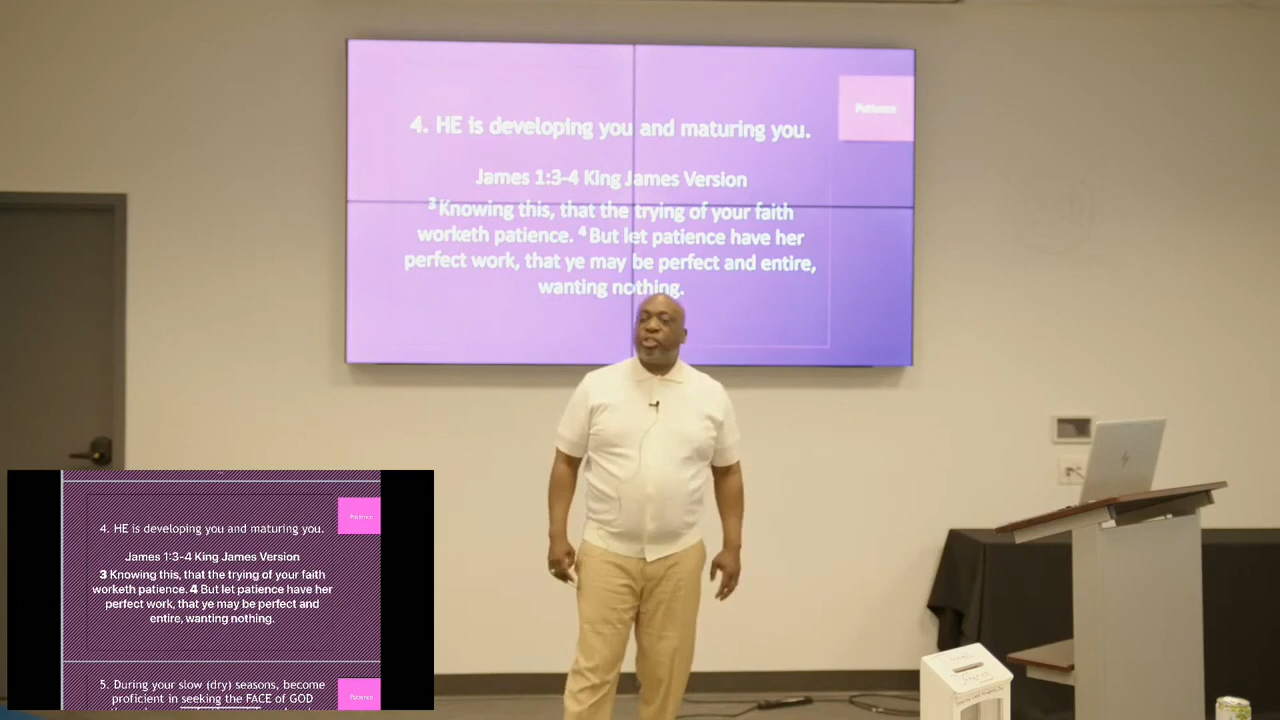 Patience
4. HE is developing you and maturing you.
James 1:3-4 King James Version
3 Knowing this, that the trying of your faith
worketh patience. 4 But let patience have her
perfect work, that ye may be perfect and entire,
wanting nothing.
4. HE is developing you and maturing you.
Patience
James 1:3-4 King James Version
3 Knowing this, that the trying of your faith
worketh patience. 4 But let patience have her
perfect work, that ye may be perfect and
entire, wanting nothing.
5. During your slow (dry) seasons, become
proficient in seeking the FACE of GOD
Patience